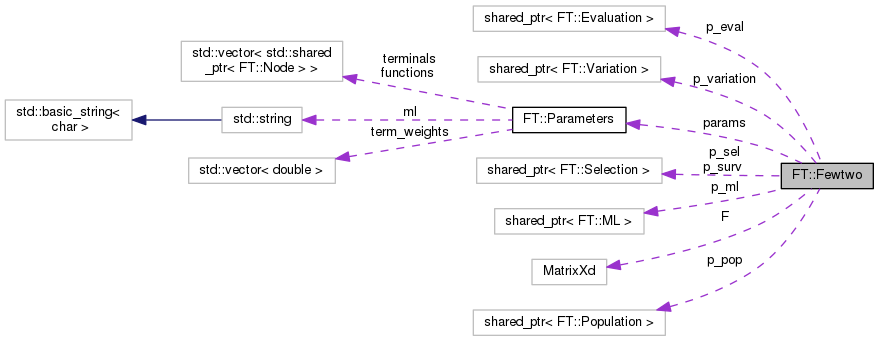 shared_ptr< FT::Evaluation >
p_eval
std::vector< std::shared
_ptr< FT::Node > >
terminals
functions
shared_ptr< FT::Variation >
p_variation
std::basic_string<
char >
std::string
ml
FT::Parameters
params
term_weights
std::vector< double >
shared_ptr< FT::Selection >
p_sel
p_surv
FT::Fewtwo
p_ml
shared_ptr< FT::ML >
F
MatrixXd
p_pop
shared_ptr< FT::Population >